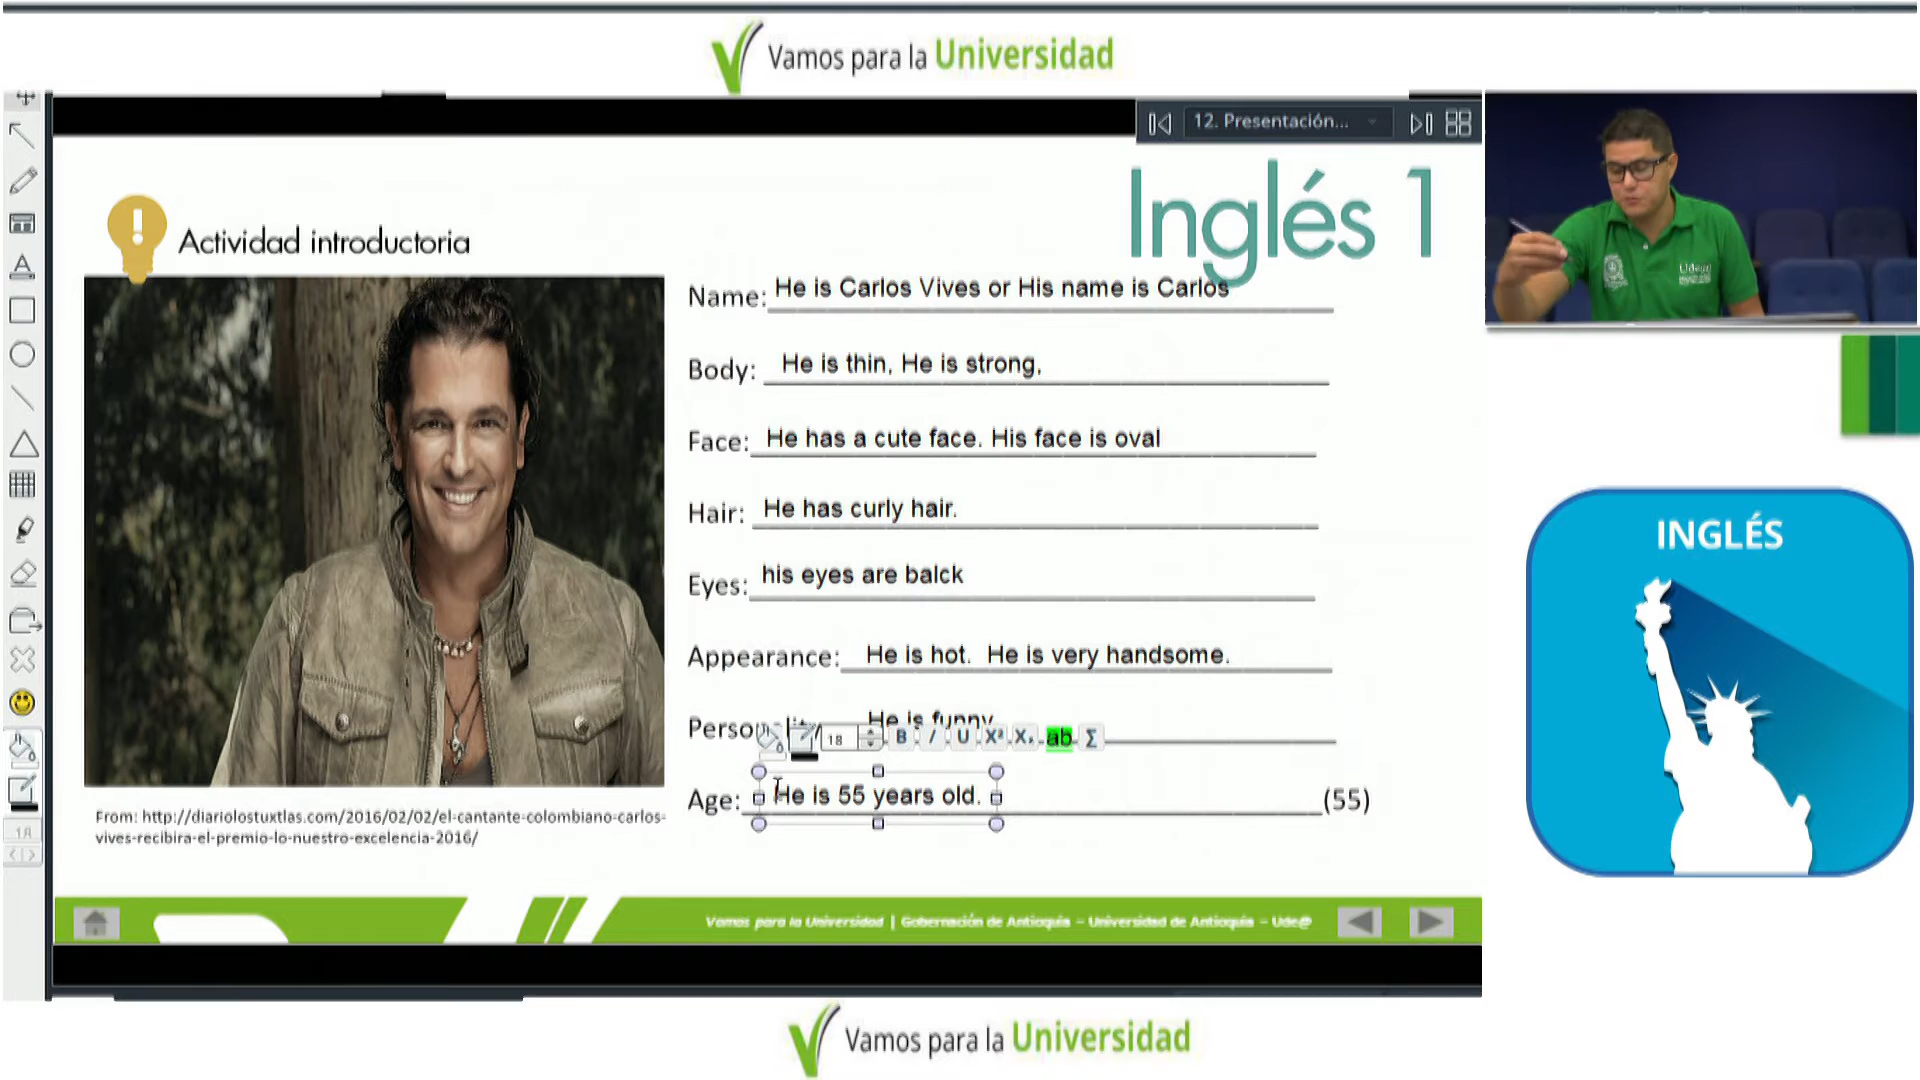 Vamos para la Universidad
12. Presentación...
Inglés 1
Actividad introductoria
Name: He is Carlos Vives or His name is Carlos
Body: He is thin, He is strong,
Face: He has a cute face. His face is oval
Hair: He has curly hair.
Eyes: his eyes are balck
Appearance: He is hot. He is very handsome.
Personality He is funny
18 B I U X² X₂ ab Σ
Age: He is 55 years old. (55)
From: http://diariolostuxtlas.com/2016/02/02/el-cantante-colombiano-carlos-
vives-recibira-el-premio-lo-nuestro-excelencia-2016/
Vamos para la Universidad | Gobernación de Antioquia – Universidad de Antioquia – Ude@
INGLÉS
Vamos para la Universidad